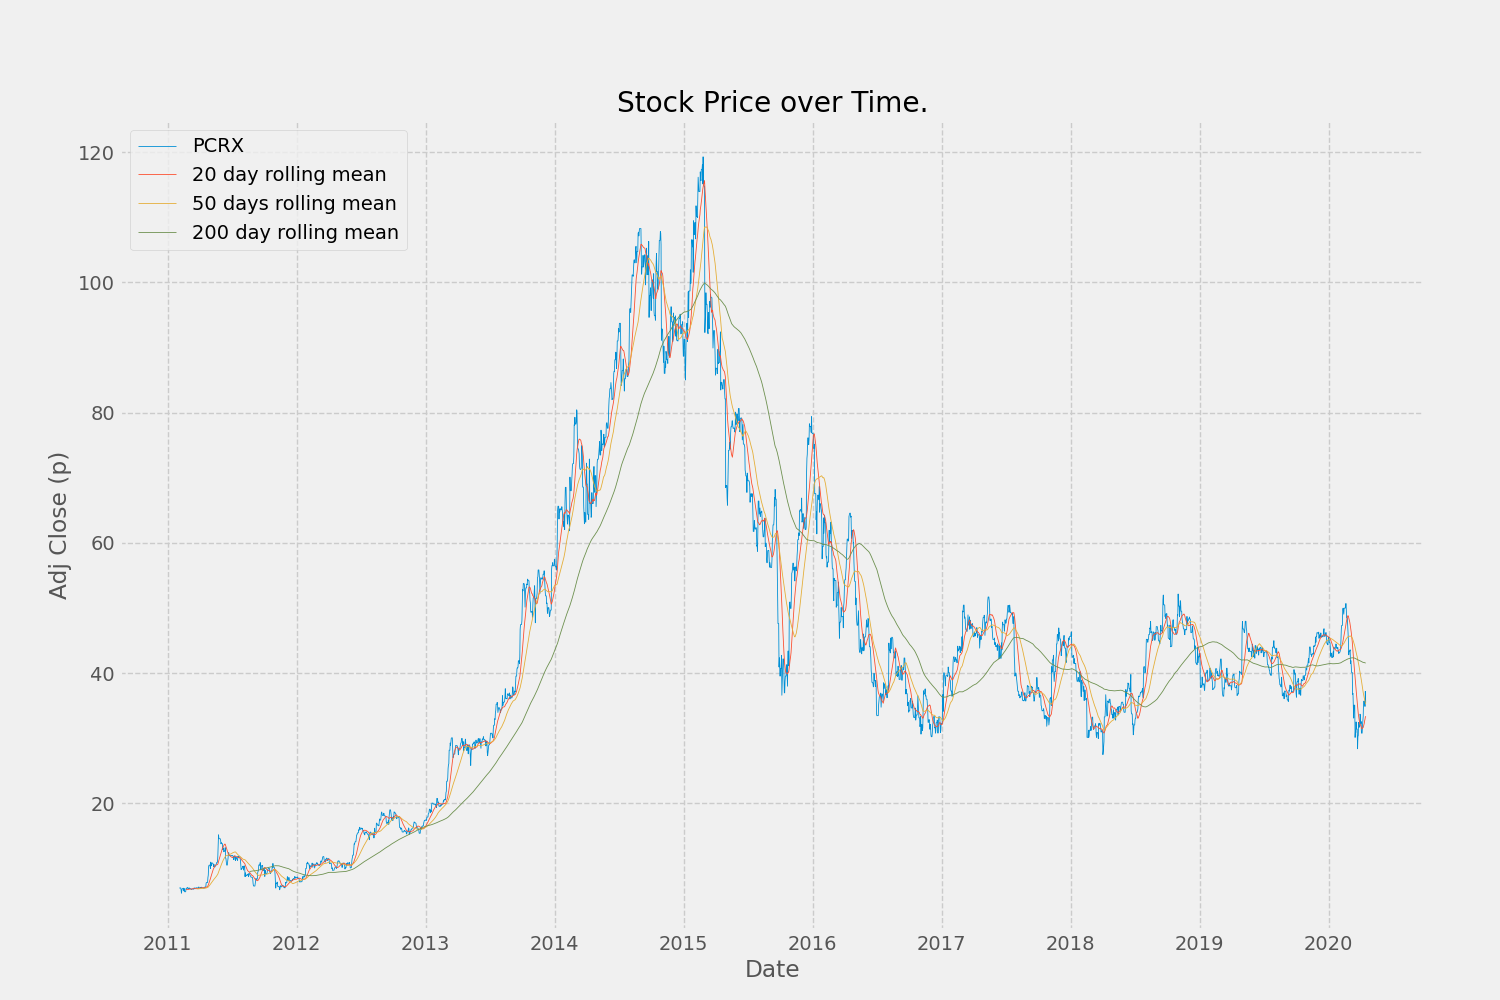 Stock Price over Time.
PCRX
20 day rolling mean
50 days rolling mean
200 day rolling mean
120
100
80
60
40
20
Adj Close (p)
2011 2012 2013 2014 2015 2016 2017 2018 2019 2020
Date